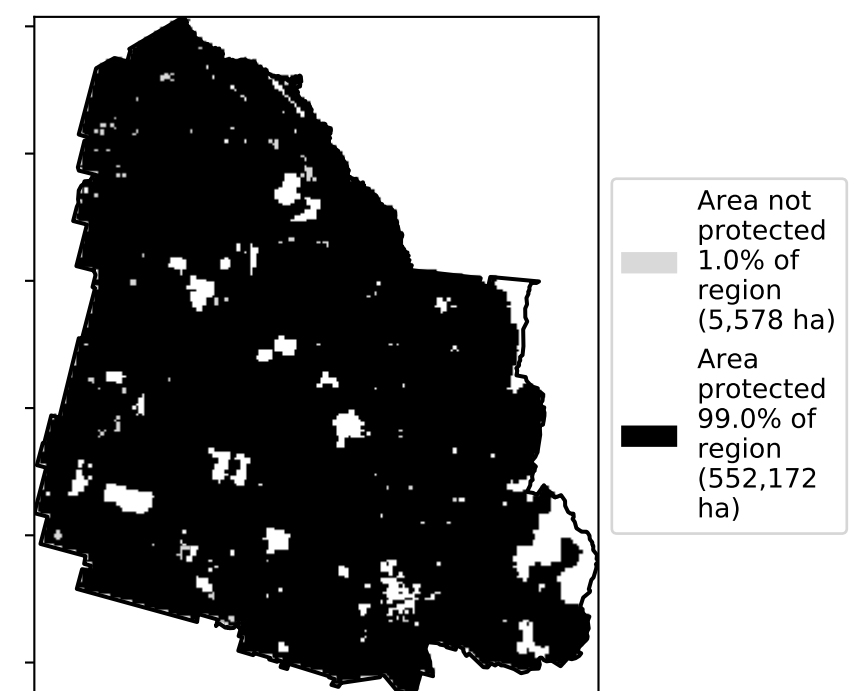 Area not
protected
1.0% of
region
(5,578 ha)
Area
protected
99.0% of
region
(552,172
ha)